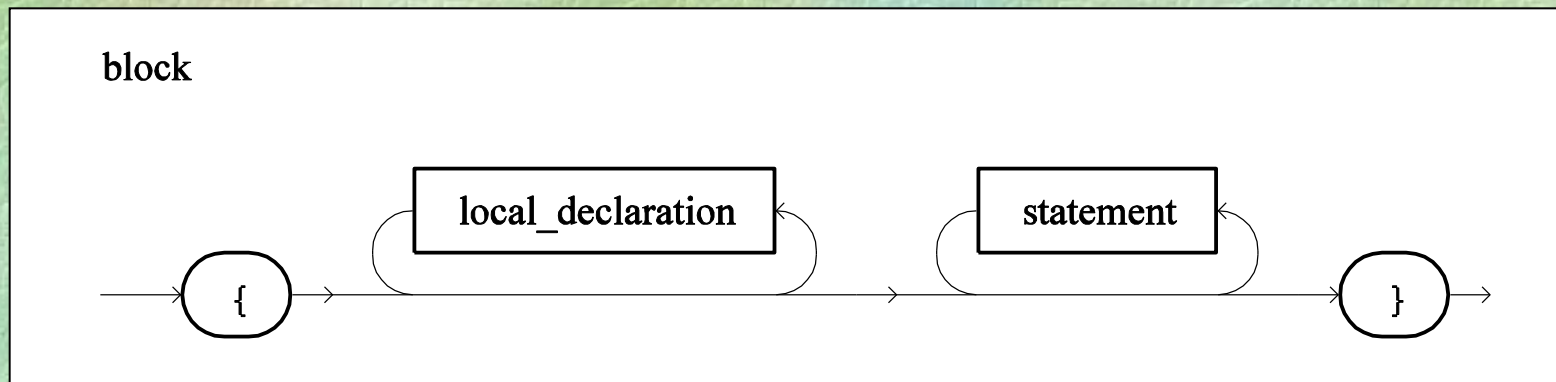 block
local_declaration
statement
{
}